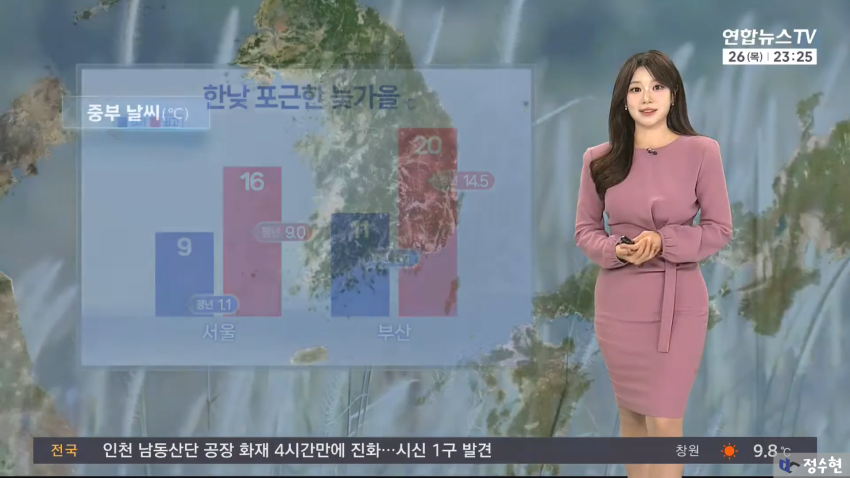 연합뉴스TV
26(목) 23:25
한낮 포근한 늦가을
중부 날씨(℃)
16
9
평년 9.0
평년 1.1
서울
20
11
평년 14.5
부산
전국 인천 남동산단 공장 화재 4시간만에 진화…시신 1구 발견 창원 9.8℃
정수현